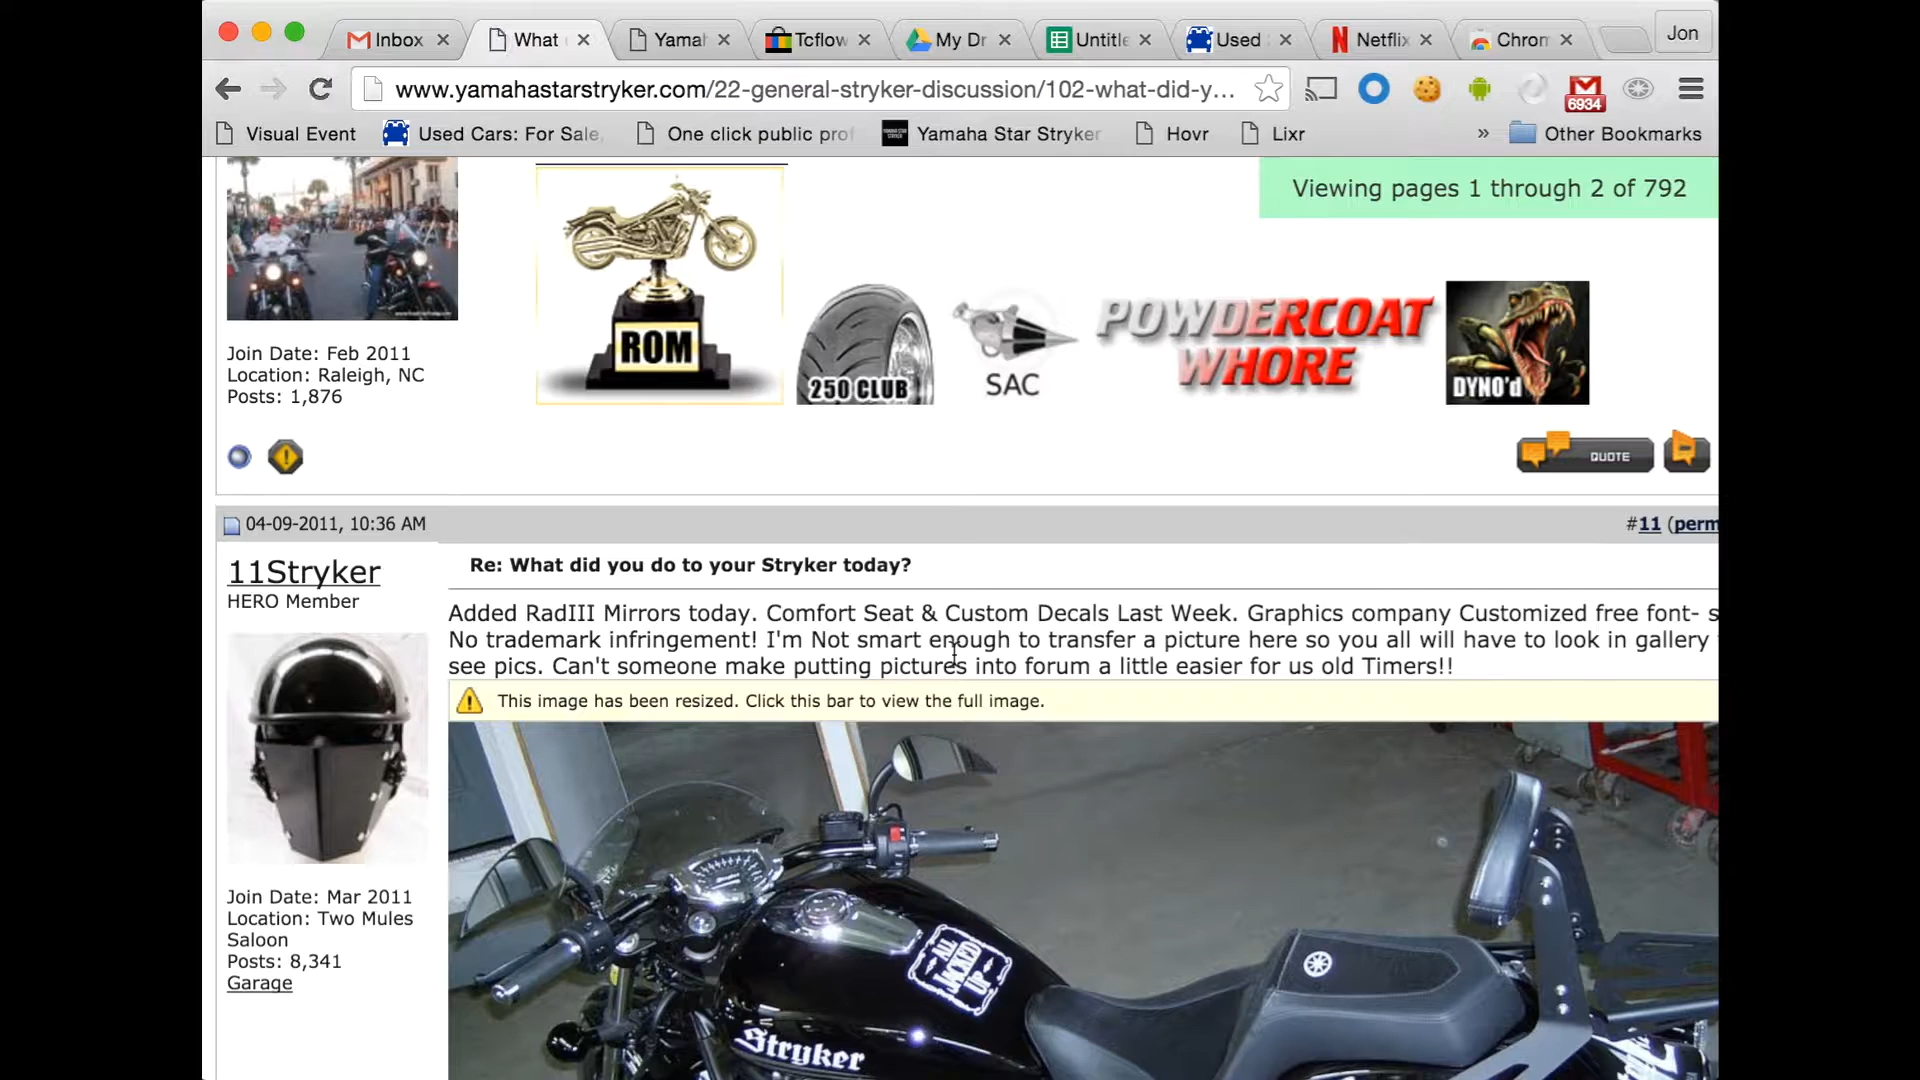 Inbox
What
Yamah
Tcflow
My Dr
Untitle
Used
Netflix
Chrom
Jon
www.yamahastarstryker.com/22-general-stryker-discussion/102-what-did-y...
6934
Visual Event
Used Cars: For Sale,
One click public prof
Yamaha Star Stryker
Hovr
Lixr
»
Other Bookmarks
Viewing pages 1 through 2 of 792
ROM
250 CLUB
SAC
POWDERCOAT
WHORE
DYNO'd
Join Date: Feb 2011
Location: Raleigh, NC
Posts: 1,876
QUOTE
04-09-2011, 10:36 AM
#11 (perm
11Stryker
HERO Member
Re: What did you do to your Stryker today?
Added RadIII Mirrors today. Comfort Seat & Custom Decals Last Week. Graphics company Customized free font- s
No trademark infringement! I'm Not smart enough to transfer a picture here so you all will have to look in gallery
see pics. Can't someone make putting pictures into forum a little easier for us old Timers!!
This image has been resized. Click this bar to view the full image.
Join Date: Mar 2011
Location: Two Mules
Saloon
Posts: 8,341
Garage
ALL
JACKED
UP
Stryker